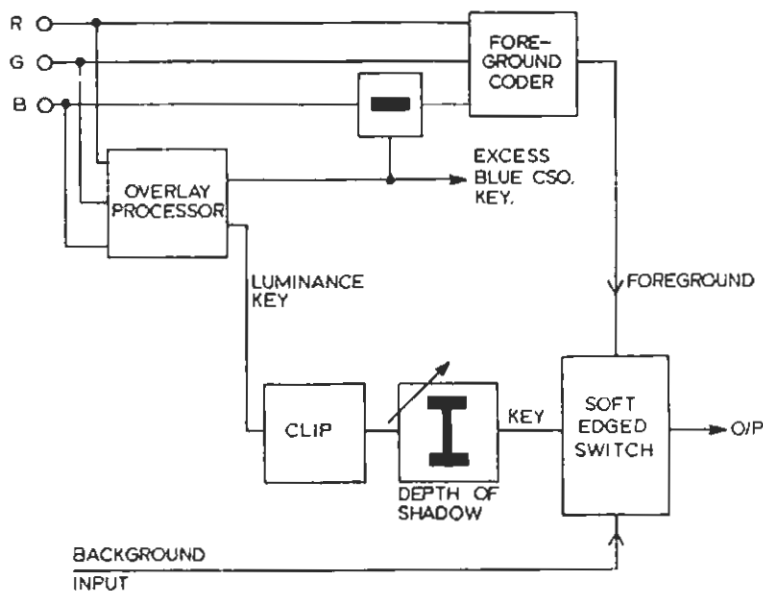 R
G
B
FORE-
GROUND
CODER
EXCESS
BLUE CSO.
KEY.
OVERLAY
PROCESSOR
LUMINANCE
KEY
FOREGROUND
CLIP
KEY
SOFT
EDGED
SWITCH
O/P
DEPTH OF
SHADOW
BACKGROUND
INPUT